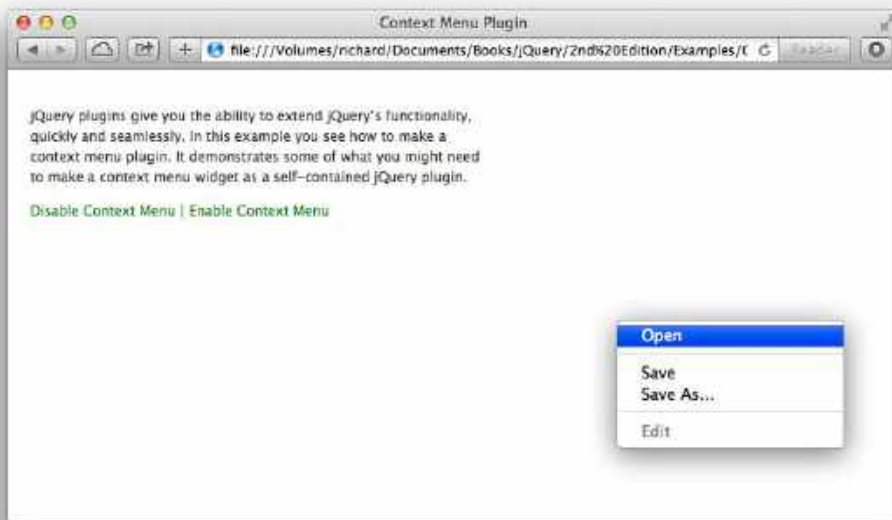 Context Menu Plugin
file:///Volumes/richard/Documents/Books/jQuery/2nd%20Edition/Examples/C
Reader
jQuery plugins give you the ability to extend jQuery's functionality,
quickly and seamlessly. In this example you see how to make a
context menu plugin. It demonstrates some of what you might need
to make a context menu widget as a self-contained jQuery plugin.
Disable Context Menu | Enable Context Menu
Open
Save
Save As...
Edit